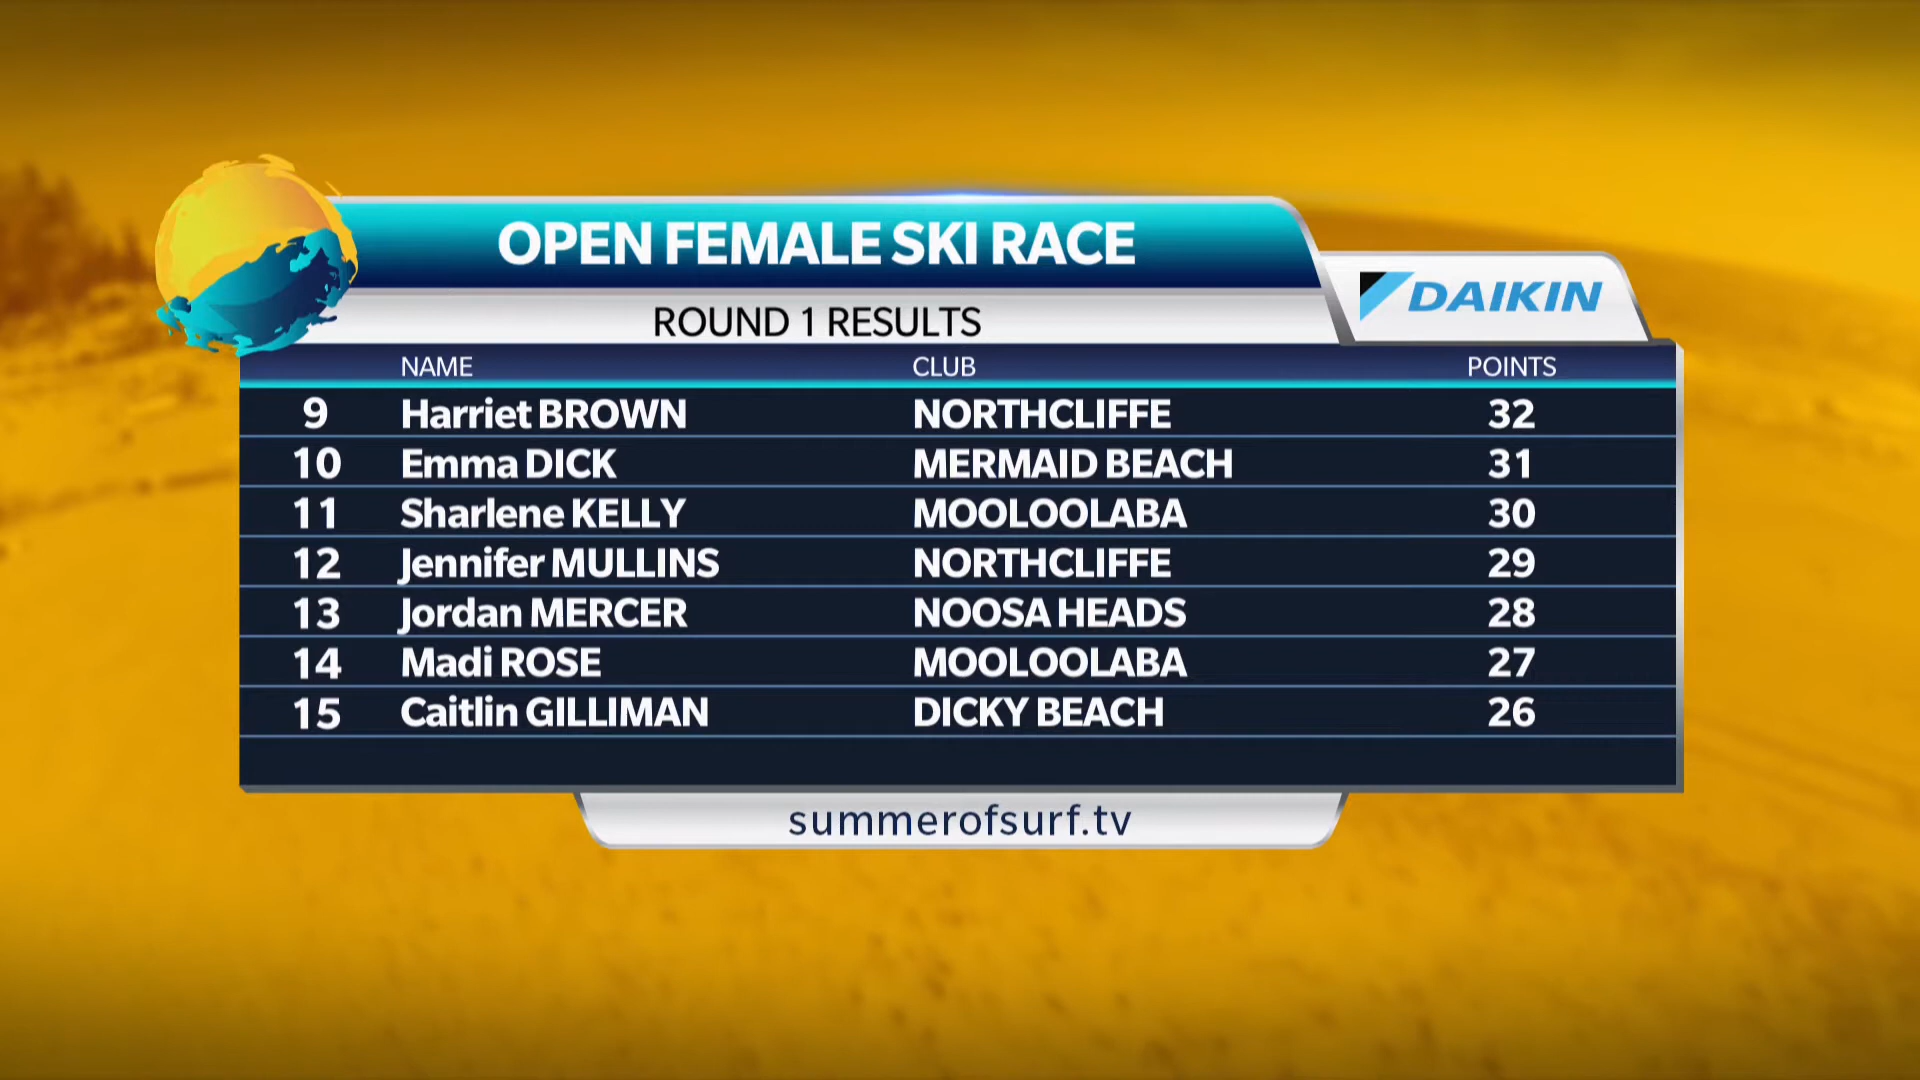 OPEN FEMALE SKI RACE
ROUND 1 RESULTS
DAIKIN
NAME CLUB POINTS
9 Harriet BROWN NORTHCLIFFE 32
10 Emma DICK MERMAID BEACH 31
11 Sharlene KELLY MOOLOOLABA 30
12 Jennifer MULLINS NORTHCLIFFE 29
13 Jordan MERCER NOOSA HEADS 28
14 Madi ROSE MOOLOOLABA 27
15 Caitlin GILLIMAN DICKY BEACH 26
summerofsurf.tv